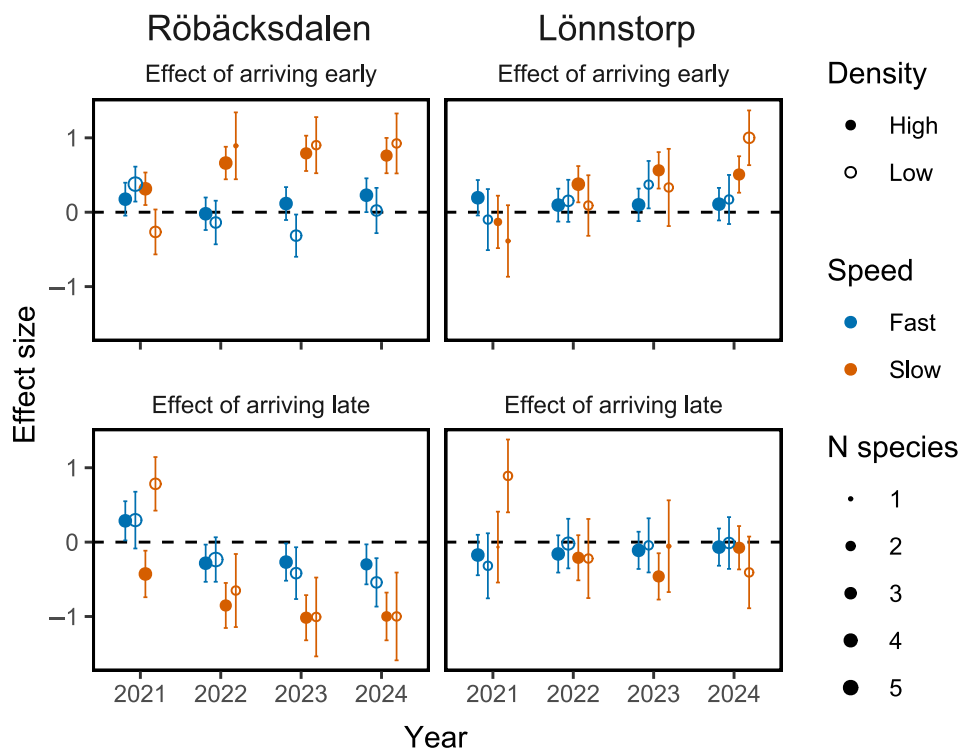 Röbäcksdalen
Lönnstorp
Effect of arriving early
Effect of arriving early
1
0
−1
Effect of arriving late
Effect of arriving late
1
0
−1
2021 2022 2023 2024
2021 2022 2023 2024
Effect size
Year
Density
High
Low
Speed
Fast
Slow
N species
1
2
3
4
5